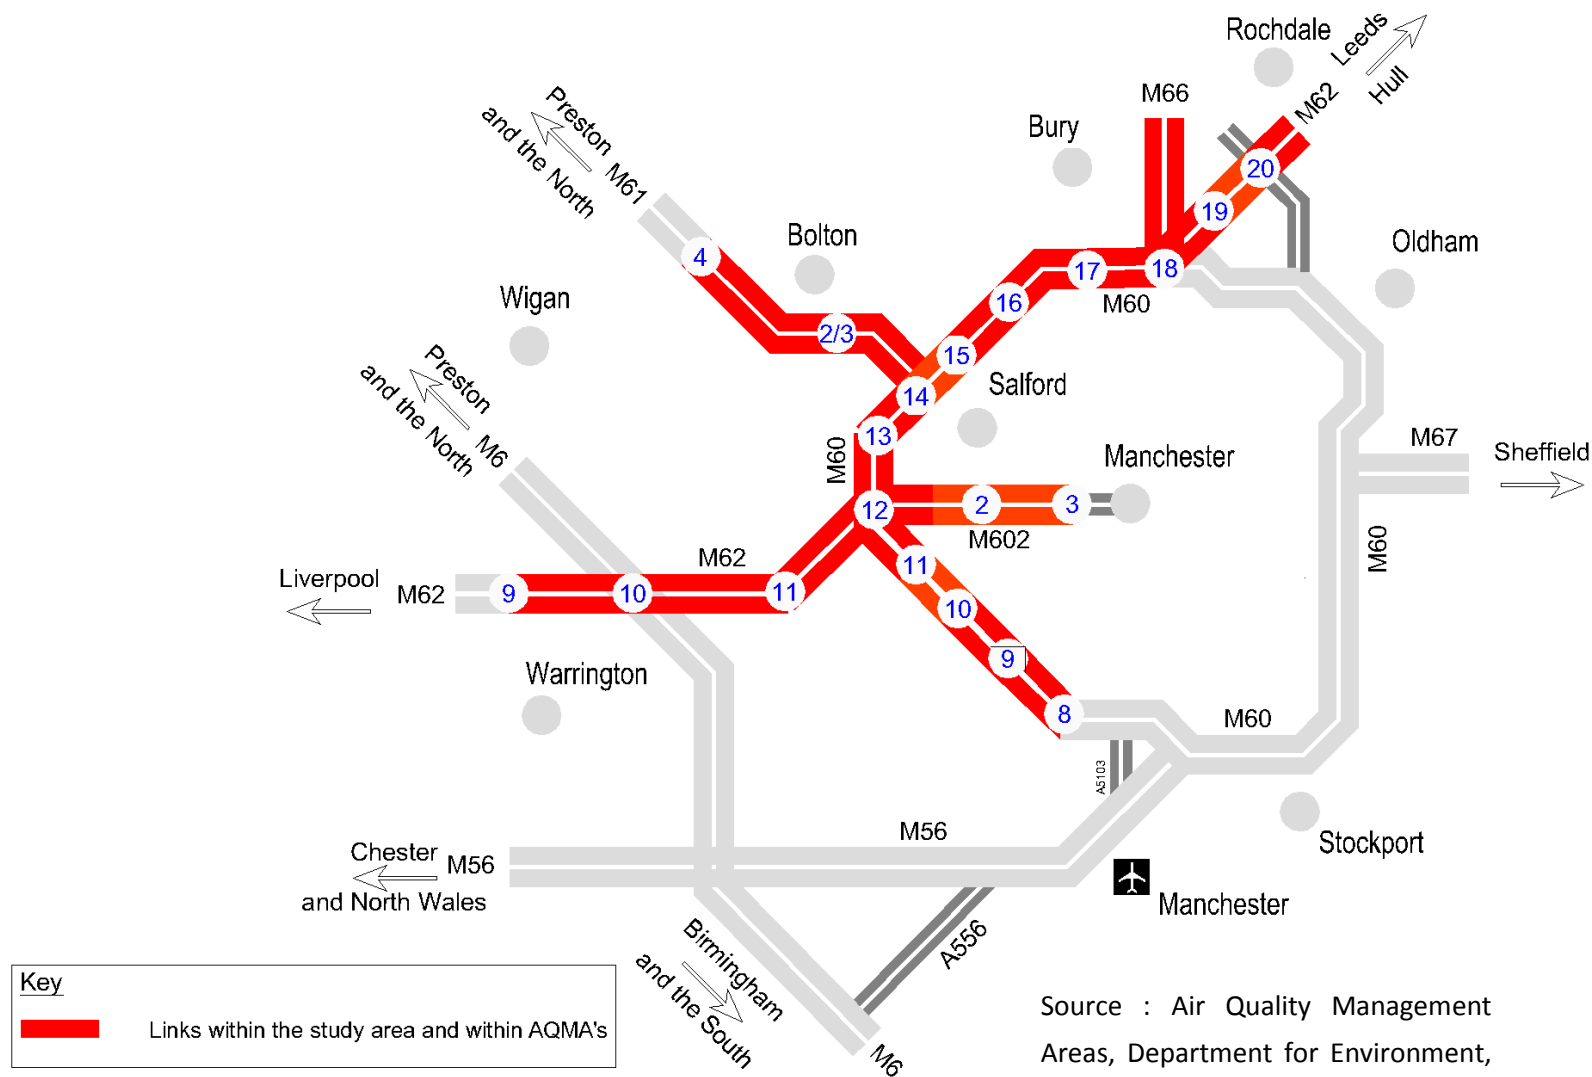 Rochdale
Leeds
Hull
M62
M66
Bury
20
19
Preston
and the North
M61
Bolton
Oldham
4
17
18
M60
16
Wigan
2/3
15
Salford
14
Preston
and the North
M6
13
M60
Manchester
M67
Sheffield
12
2
3
M602
M60
11
M62
Liverpool
M62
9
10
11
10
9
Warrington
8
M60
A5103
M56
Stockport
Chester
M56
and North Wales
Manchester
Birmingham
and the South
A556
M6
Key
Links within the study area and within AQMA's
Source : Air Quality Management
Areas, Department for Environment,